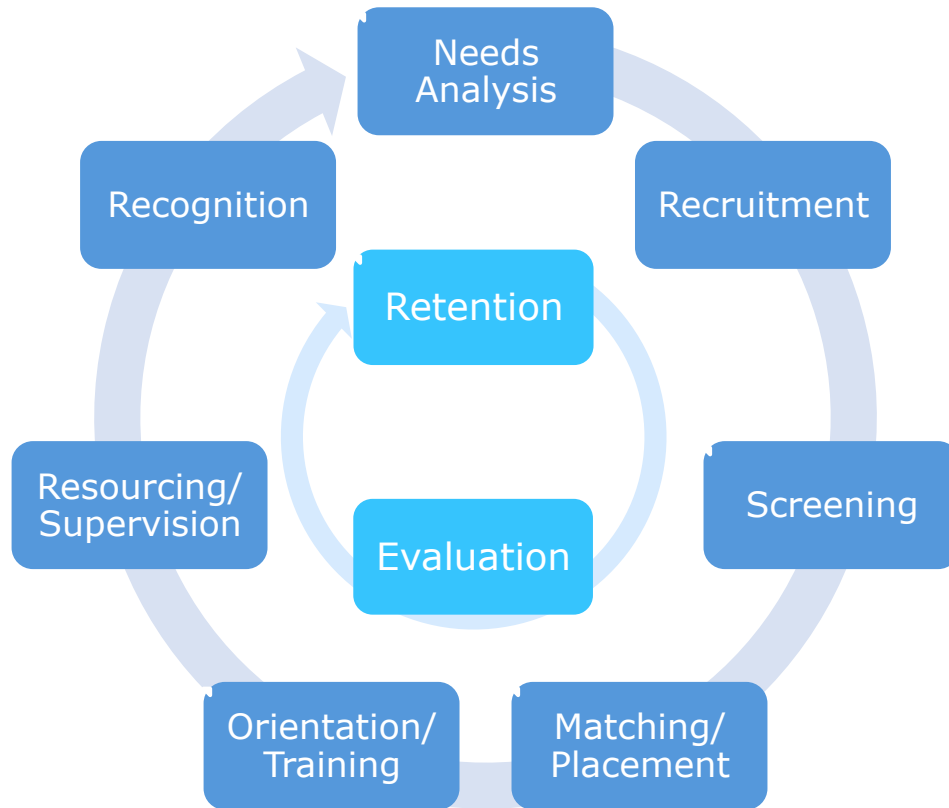 Needs
Analysis
Recruitment
Screening
Matching/
Placement
Orientation/
Training
Resourcing/
Supervision
Recognition
Retention
Evaluation